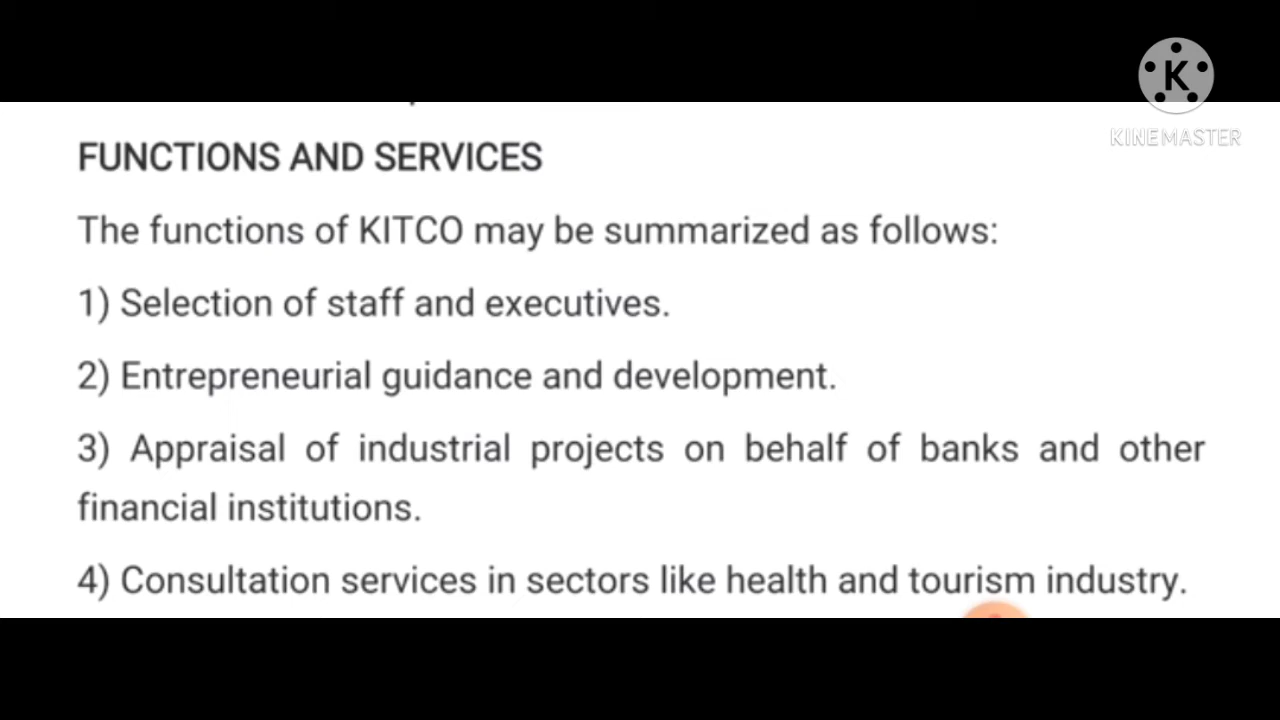 K
KINEMASTER
FUNCTIONS AND SERVICES
The functions of KITCO may be summarized as follows:
1) Selection of staff and executives.
2) Entrepreneurial guidance and development.
3) Appraisal of industrial projects on behalf of banks and other
financial institutions.
4) Consultation services in sectors like health and tourism industry.